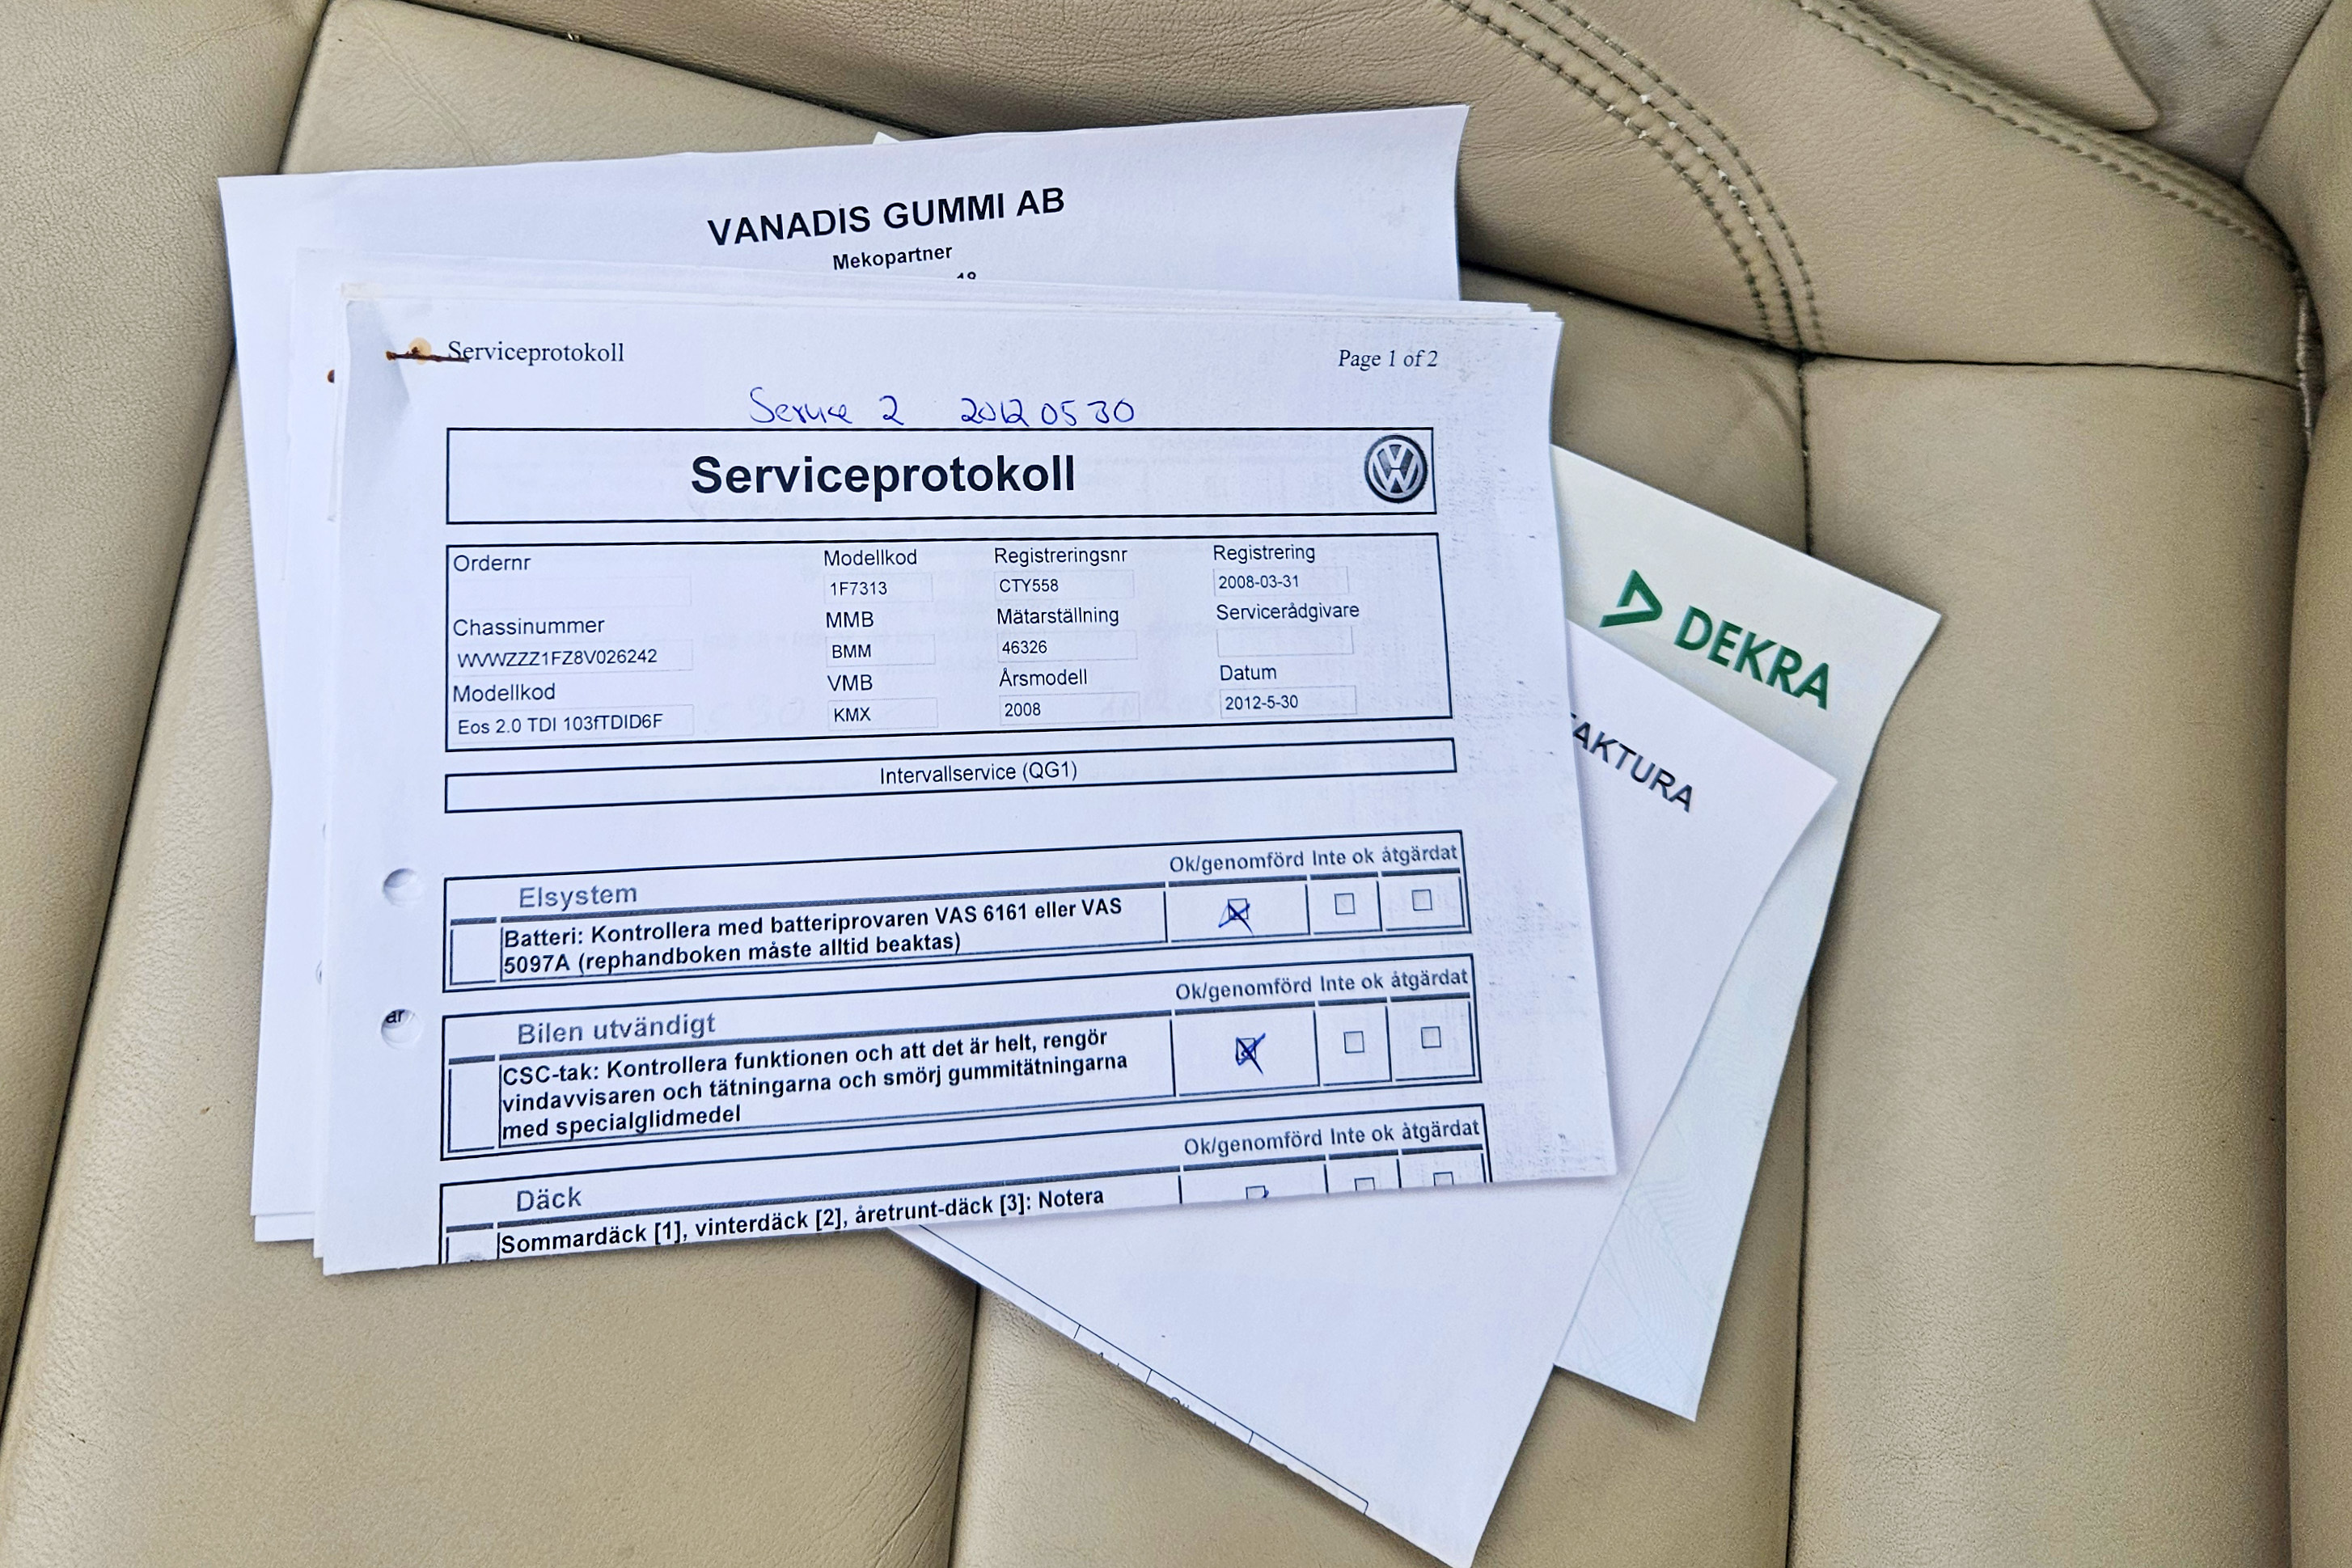 VANADIS GUMMI AB
Mekopartner
Serviceprotokoll
Page 1 of 2
Service 2 2012 05 30
Serviceprotokoll
Ordernr
Modellkod
Registreringsnr
Registrering
1F7313
CTY558
2008-03-31
Chassinummer
MMB
Mätarställning
Servicerådgivare
WVWZZZ1FZ8V026242
BMM
46326
Modellkod
VMB
Årsmodell
Datum
Eos 2.0 TDI 103fTDID6F
KMX
2008
2012-5-30
Intervallservice (QG1)
Elsystem
Ok/genomförd Inte ok åtgärdat
Batteri: Kontrollera med batteriprovaren VAS 6161 eller VAS
5097A (rephandboken måste alltid beaktas)
Bilen utvändigt
Ok/genomförd Inte ok åtgärdat
CSC-tak: Kontrollera funktionen och att det är helt, rengör
vindavvisaren och tätningarna och smörj gummitätningarna
med specialglidmedel
Däck
Ok/genomförd Inte ok åtgärdat
Sommardäck [1], vinterdäck [2], åretrunt-däck [3]: Notera
ar
DEKRA
AKTURA